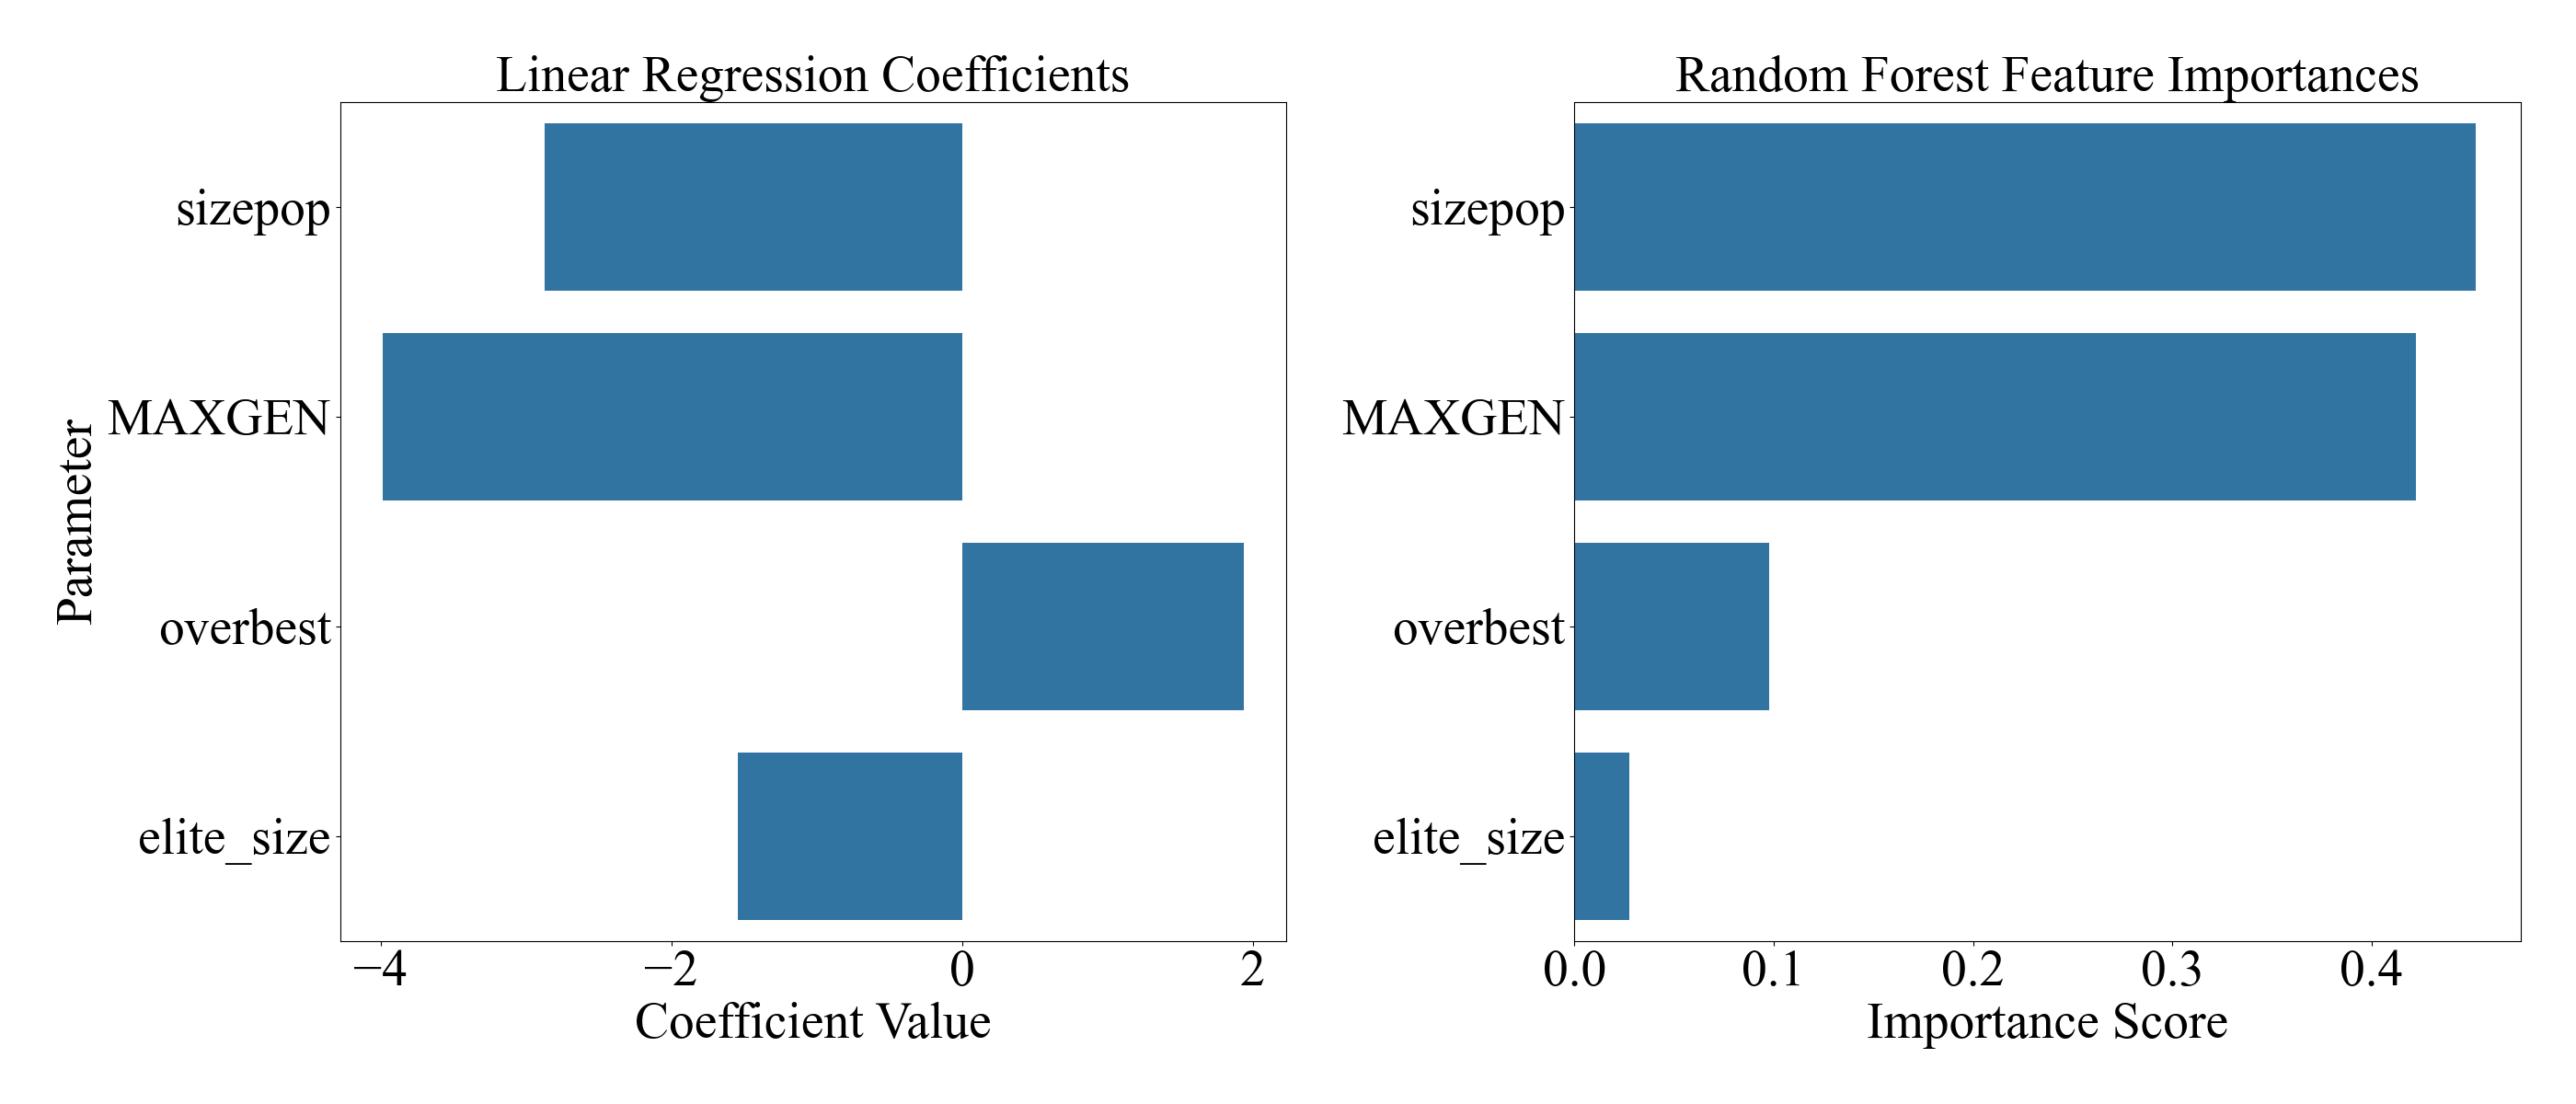 Linear Regression Coefficients
Parameter
sizepop
MAXGEN
overbest
elite_size
−4 −2 0 2
Coefficient Value
Random Forest Feature Importances
sizepop
MAXGEN
overbest
elite_size
0.0 0.1 0.2 0.3 0.4
Importance Score